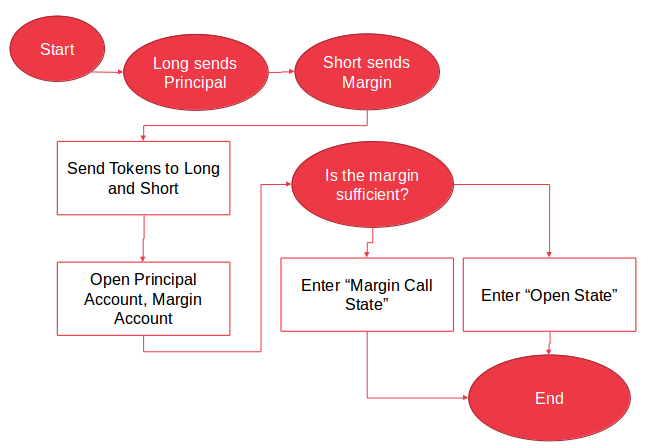 Start
Long sends
Principal
Short sends
Margin
Send Tokens to Long
and Short
Is the margin
sufficient?
Open Principal
Account, Margin
Account
Enter “Margin Call
State”
Enter “Open State”
End